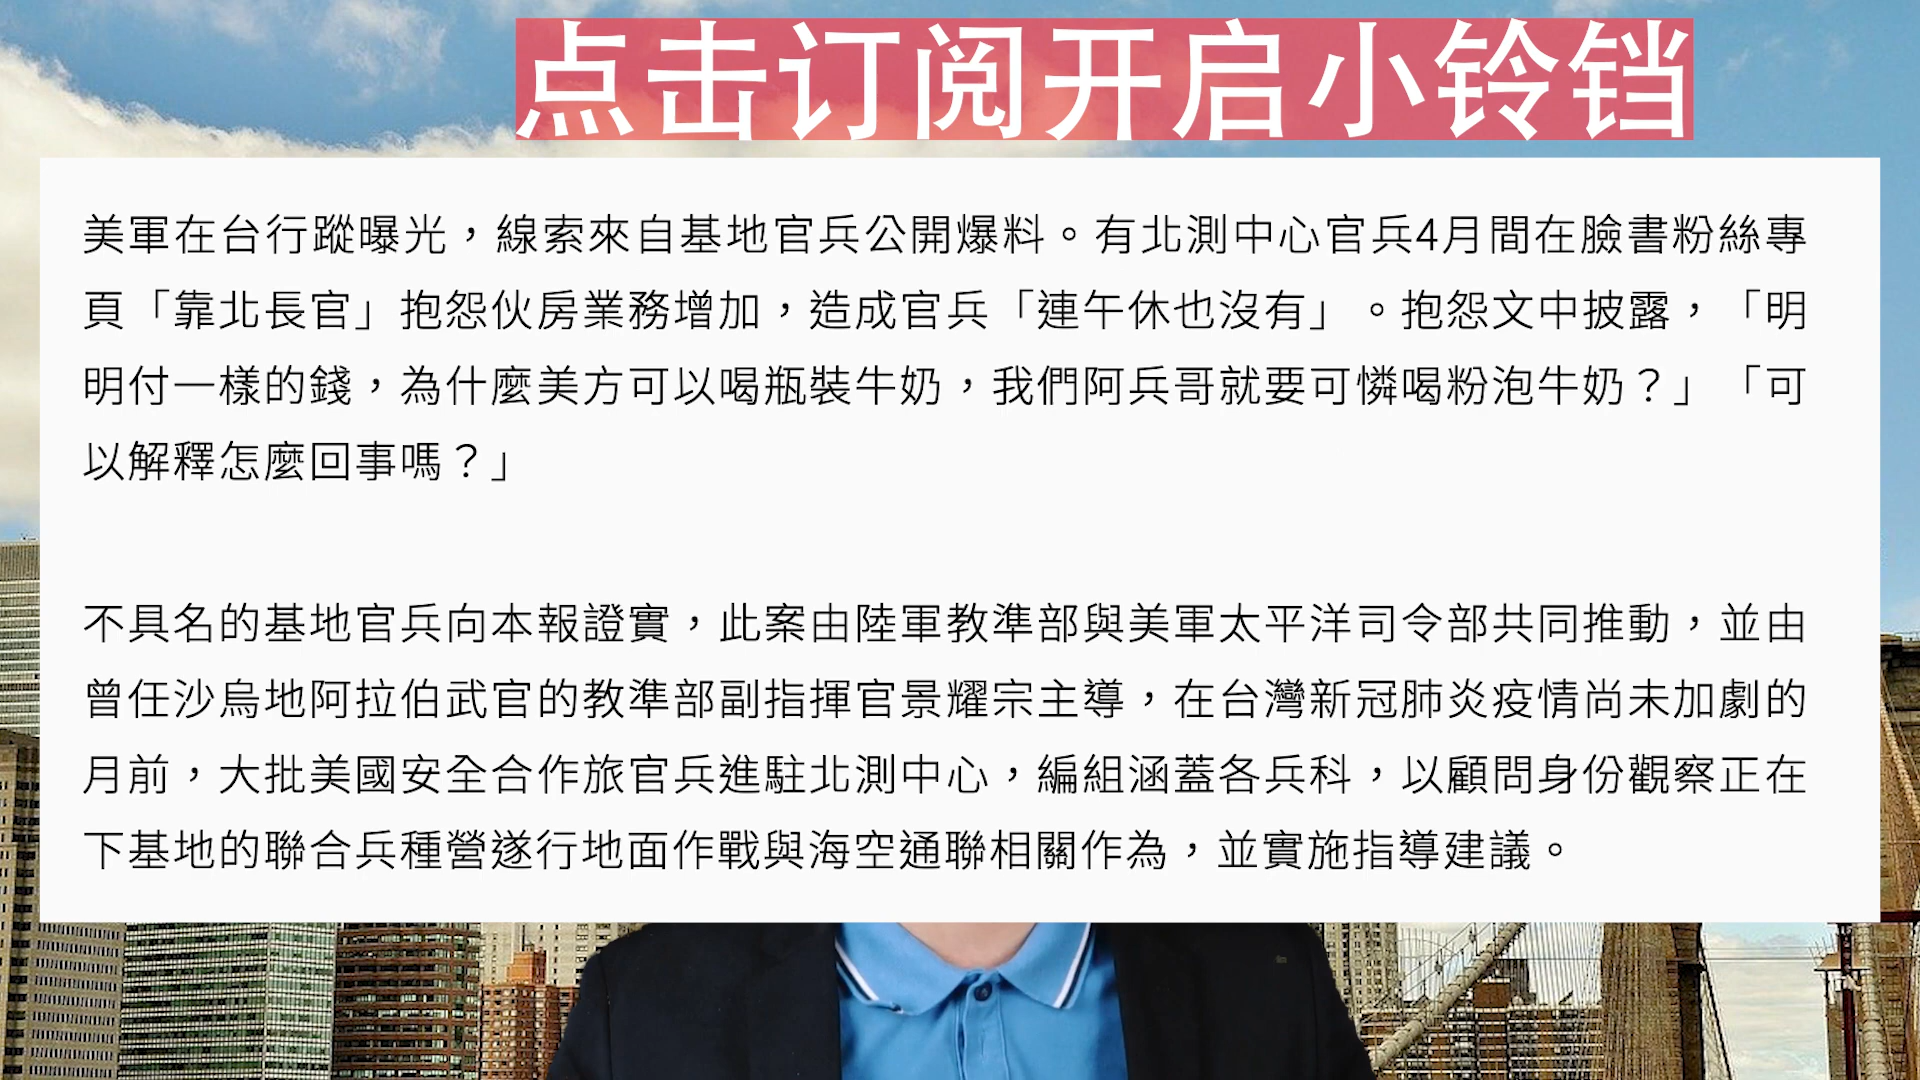 点击订阅开启小铃铛
美軍在台行蹤曝光，線索來自基地官兵公開爆料。有北測中心官兵4月間在臉書粉絲專
頁「靠北長官」抱怨伙房業務增加，造成官兵「連午休也沒有」。抱怨文中披露，「明
明付一樣的錢，為什麼美方可以喝瓶裝牛奶，我們阿兵哥就要可憐喝粉泡牛奶？」「可
以解釋怎麼回事嗎？」
不具名的基地官兵向本報證實，此案由陸軍教準部與美軍太平洋司令部共同推動，並由
曾任沙烏地阿拉伯武官的教準部副指揮官景耀宗主導，在台灣新冠肺炎疫情尚未加劇的
月前，大批美國安全合作旅官兵進駐北測中心，編組涵蓋各兵科，以顧問身份觀察正在
下基地的聯合兵種營遂行地面作戰與海空通聯相關作為，並實施指導建議。